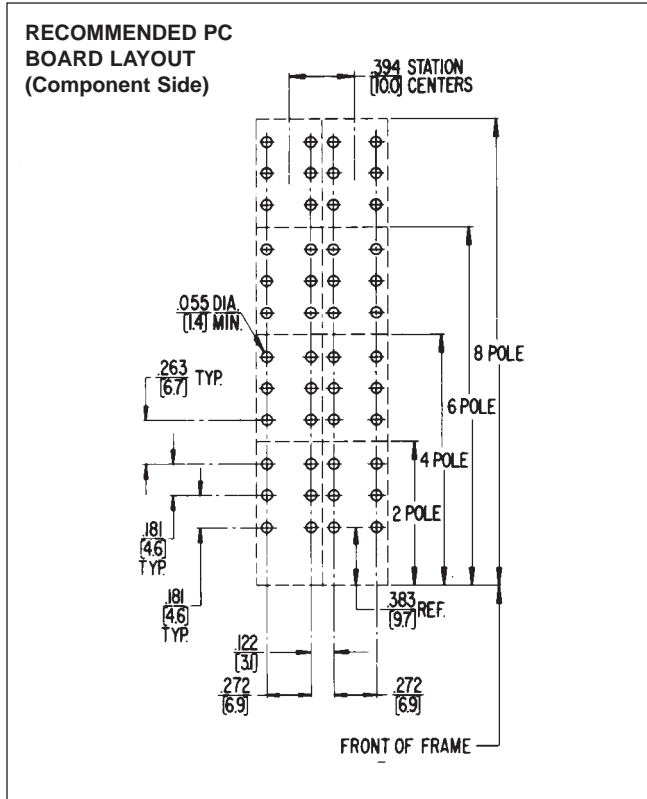 RECOMMENDED PC
BOARD LAYOUT
(Component Side)
.394 STATION
[10.0] CENTERS
.055 DIA.
[1.4] MIN.
8 POLE
.263
[6.7] TYP.
6 POLE
4 POLE
2 POLE
.181
[4.6]
TYP.
.181
[4.6]
TYP.
.383 REF.
[9.7]
.122
[3.1]
.272
[6.9]
.272
[6.9]
FRONT OF FRAME